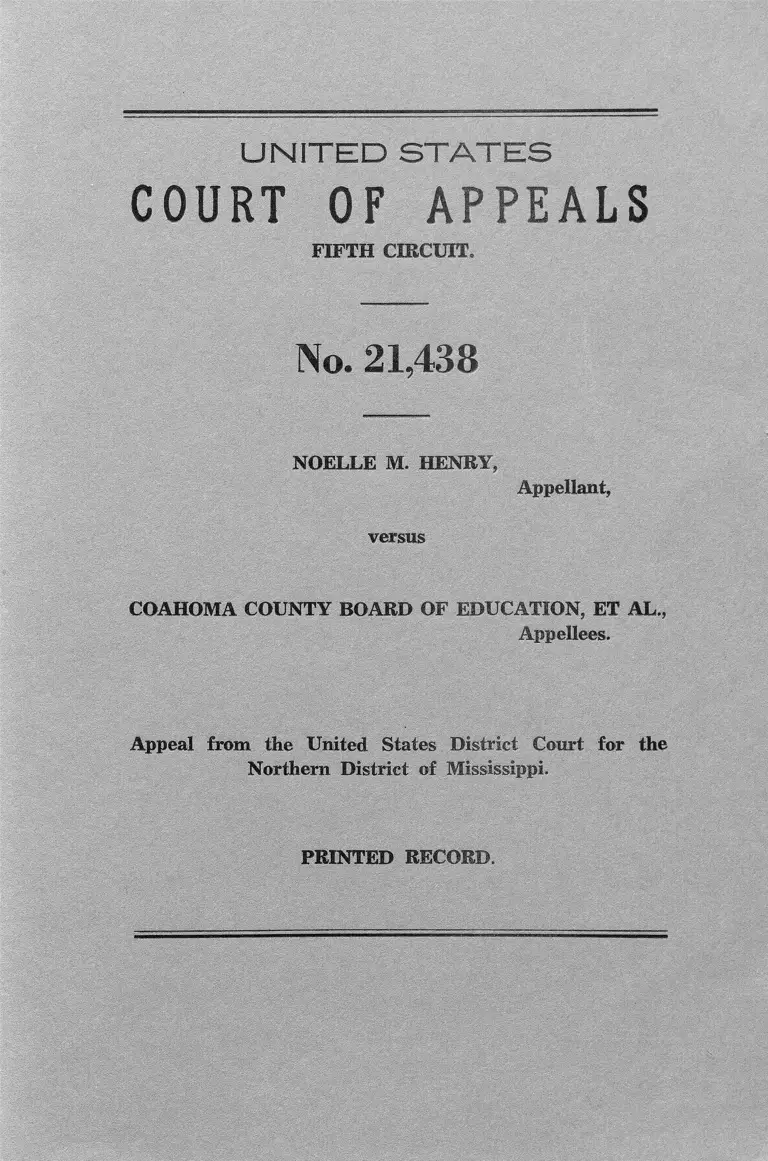 UNITED STATES
COURT OF APPEALS
FIFTH CIRCUIT.
No. 21,438
NOELLE M. HENRY,
Appellant,
versus
COAHOMA COUNTY BOARD OF EDUCATION, ET AL.,
Appellees.
Appeal from the United States District Court for the
Northern District of Mississippi.
PRINTED RECORD.